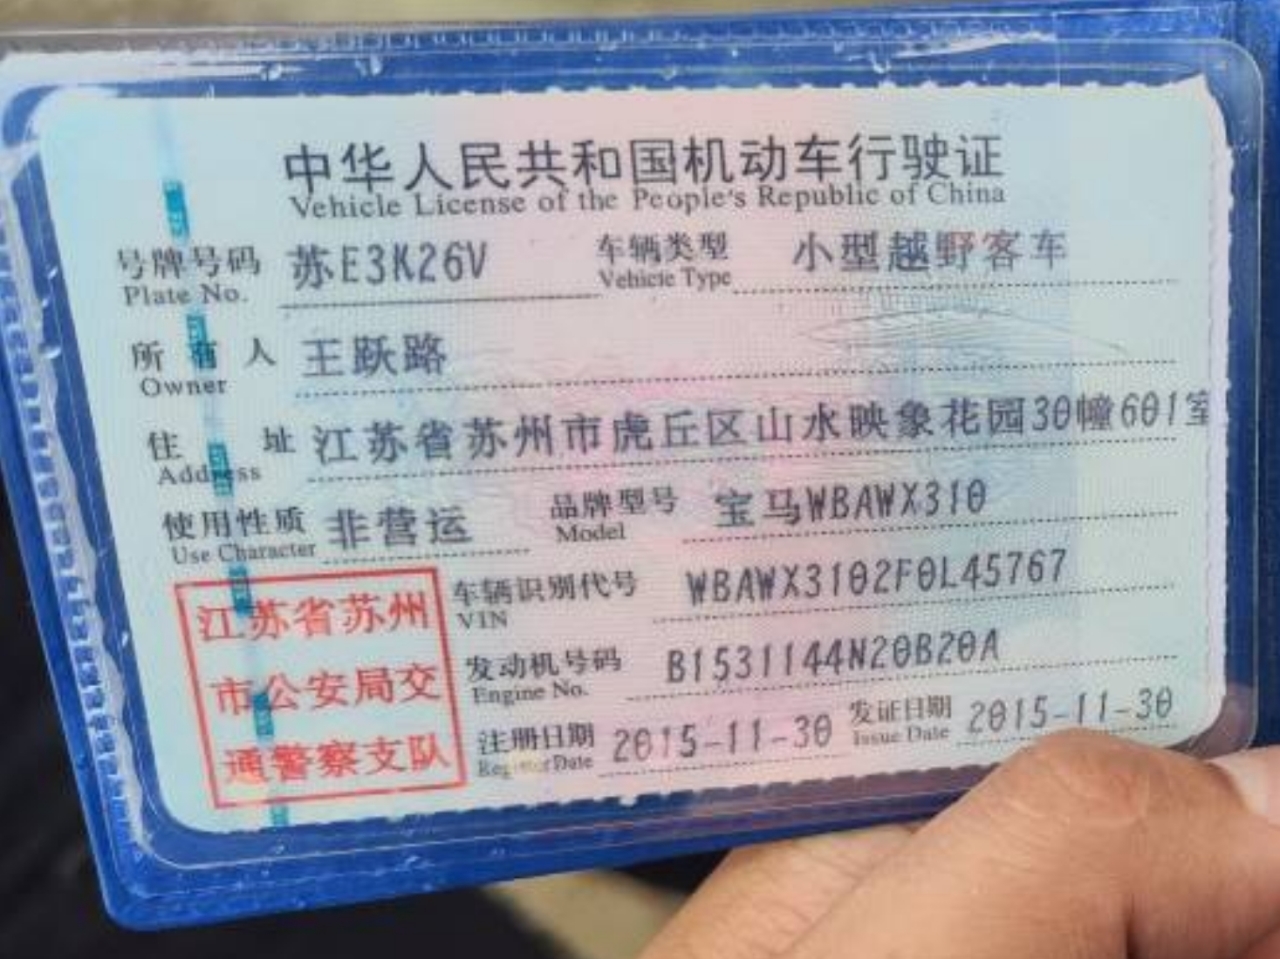 中华人民共和国机动车行驶证
Vehicle License of the People's Republic of China
号牌号码 苏E3K26V 车辆类型 小型越野客车
Plate No. Vehicle Type
所有人 王跃路
Owner
住址 江苏省苏州市虎丘区山水映象花园30幢601室
Address
使用性质 非营运 品牌型号 宝马WBAWX310
Use Character Model
车辆识别代号 WBAWX3102F0L45767
VIN
发动机号码 B1531144N20B20A
Engine No.
注册日期 2015-11-30 发证日期 2015-11-30
Register Date Issue Date
江苏省苏州
市公安局交
通警察支队